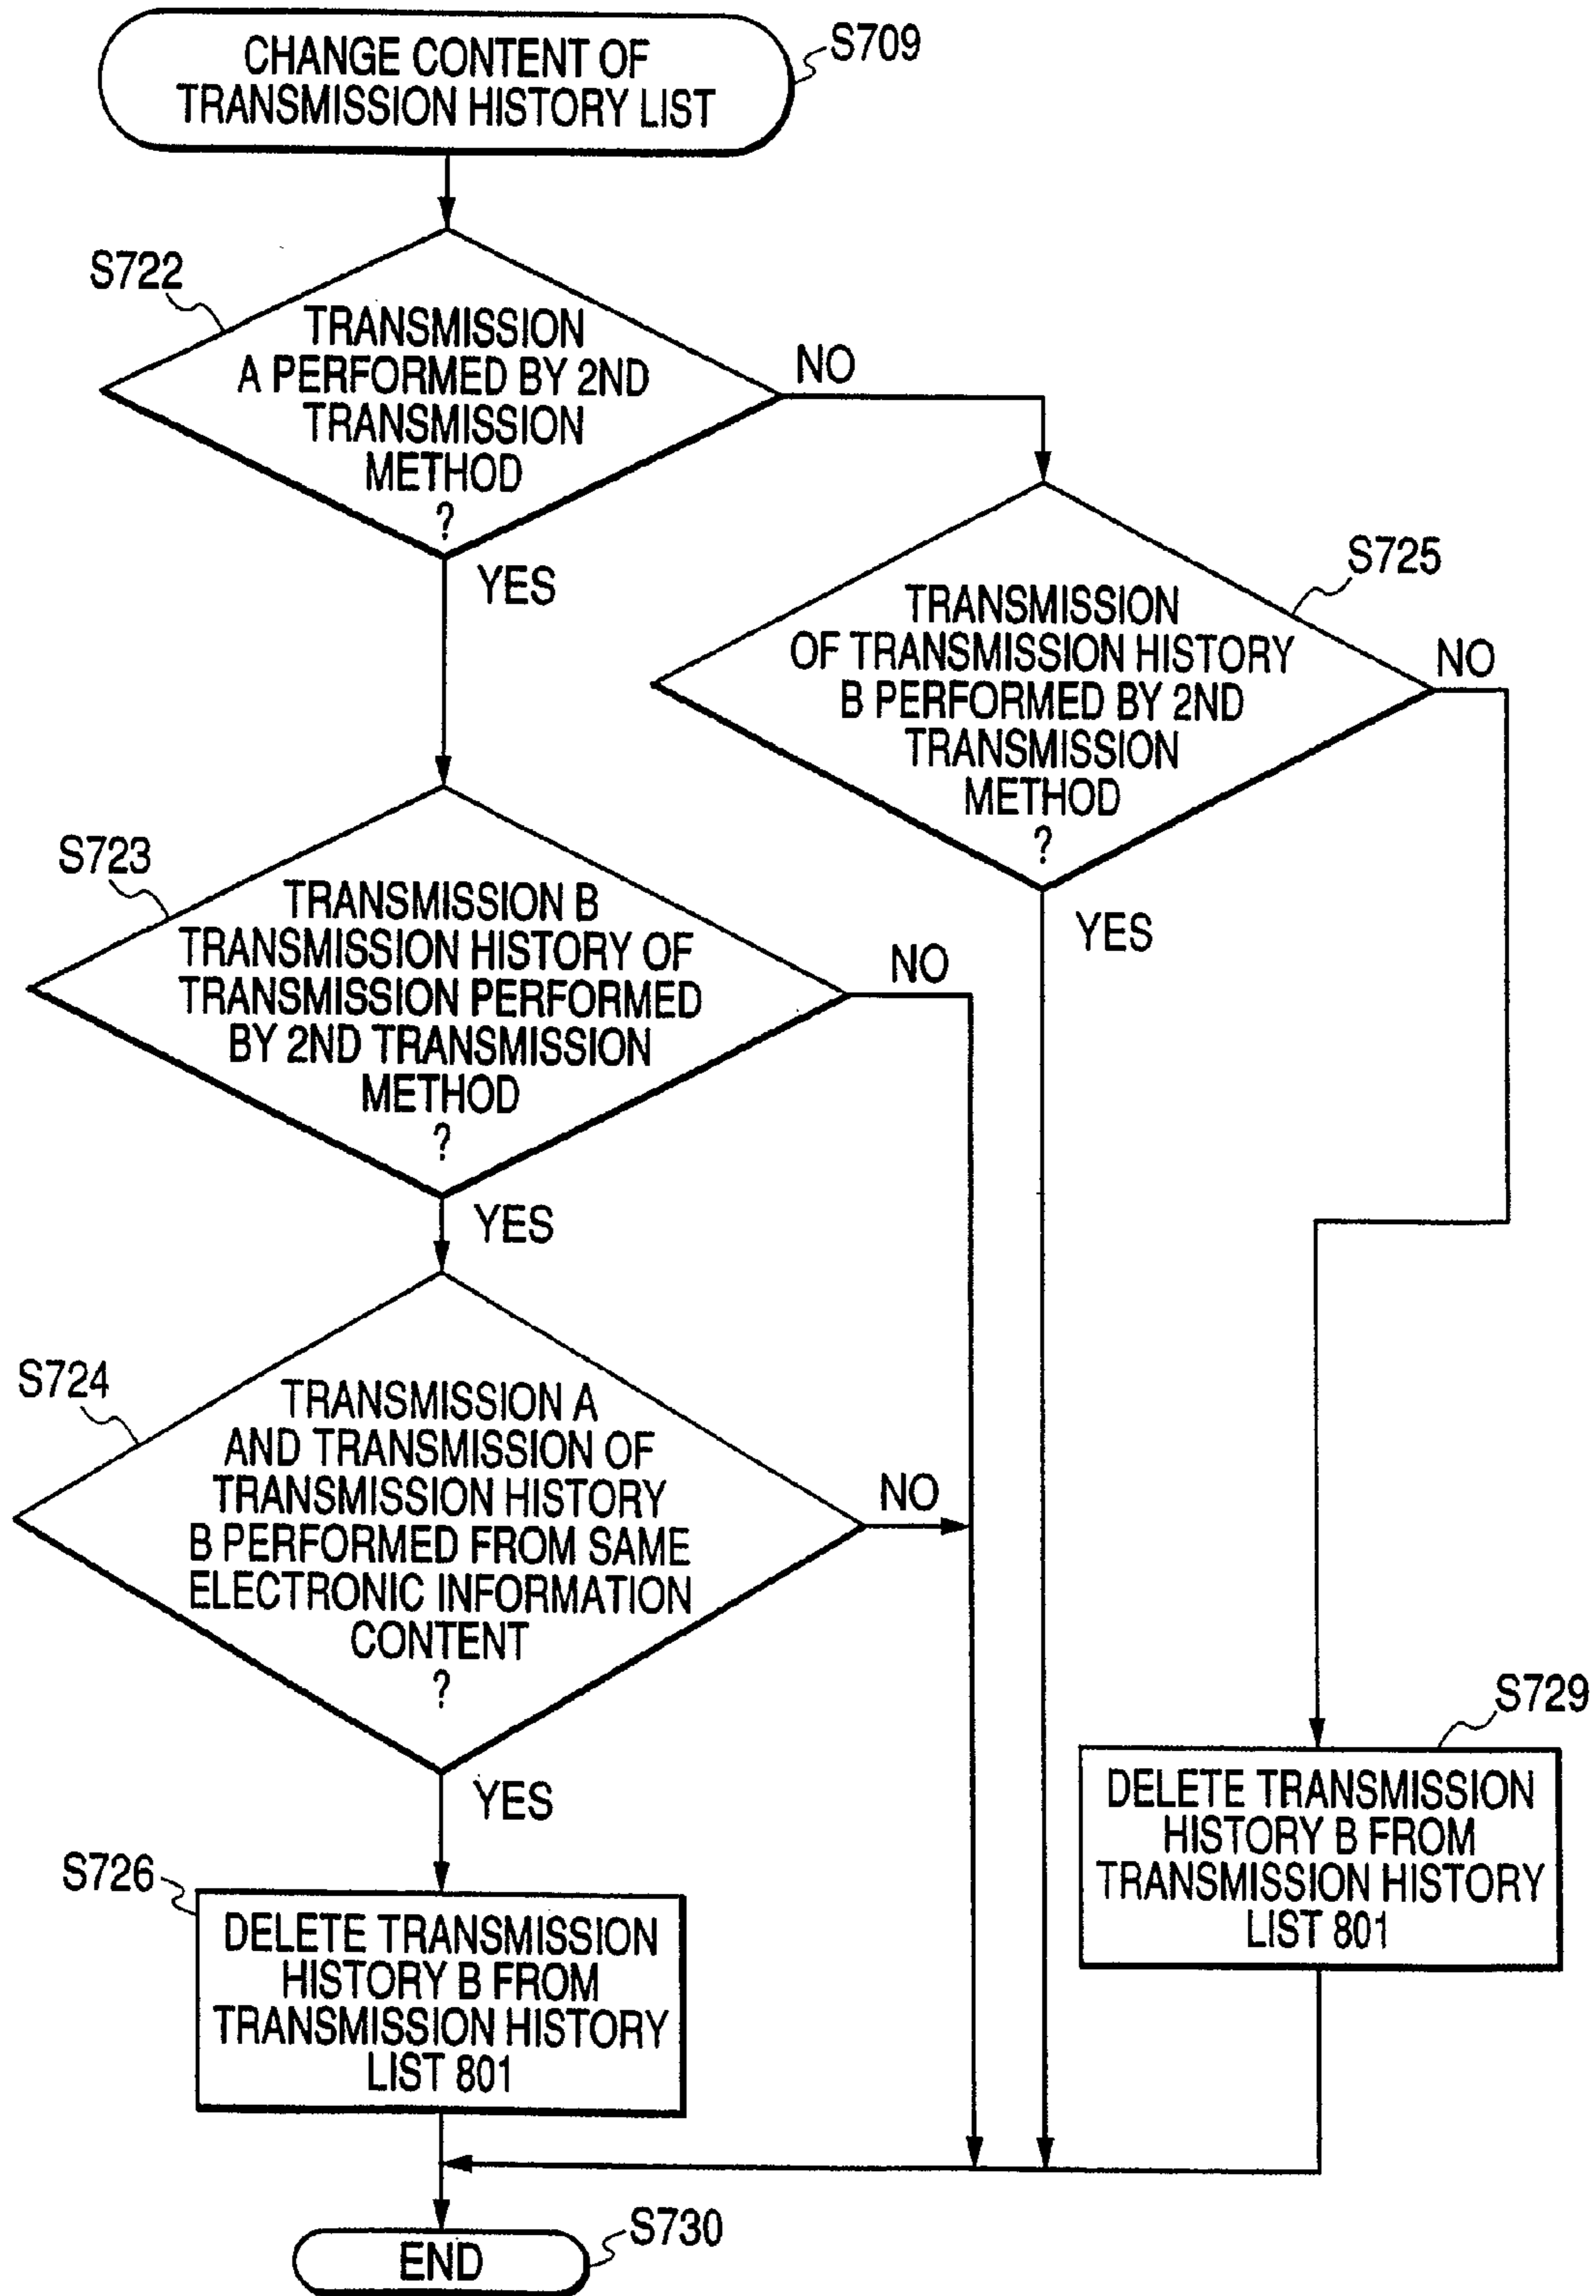 CHANGE CONTENT OF
TRANSMISSION HISTORY LIST
S709
S722
TRANSMISSION
A PERFORMED BY 2ND
TRANSMISSION
METHOD
?
NO
YES
S725
TRANSMISSION
OF TRANSMISSION HISTORY
B PERFORMED BY 2ND
TRANSMISSION
METHOD
?
NO
YES
S723
TRANSMISSION B
TRANSMISSION HISTORY OF
TRANSMISSION PERFORMED
BY 2ND TRANSMISSION
METHOD
?
NO
YES
S724
TRANSMISSION A
AND TRANSMISSION OF
TRANSMISSION HISTORY
B PERFORMED FROM SAME
ELECTRONIC INFORMATION
CONTENT
?
NO
YES
S729
DELETE TRANSMISSION
HISTORY B FROM
TRANSMISSION HISTORY
LIST 801
S726
DELETE TRANSMISSION
HISTORY B FROM
TRANSMISSION HISTORY
LIST 801
END
S730